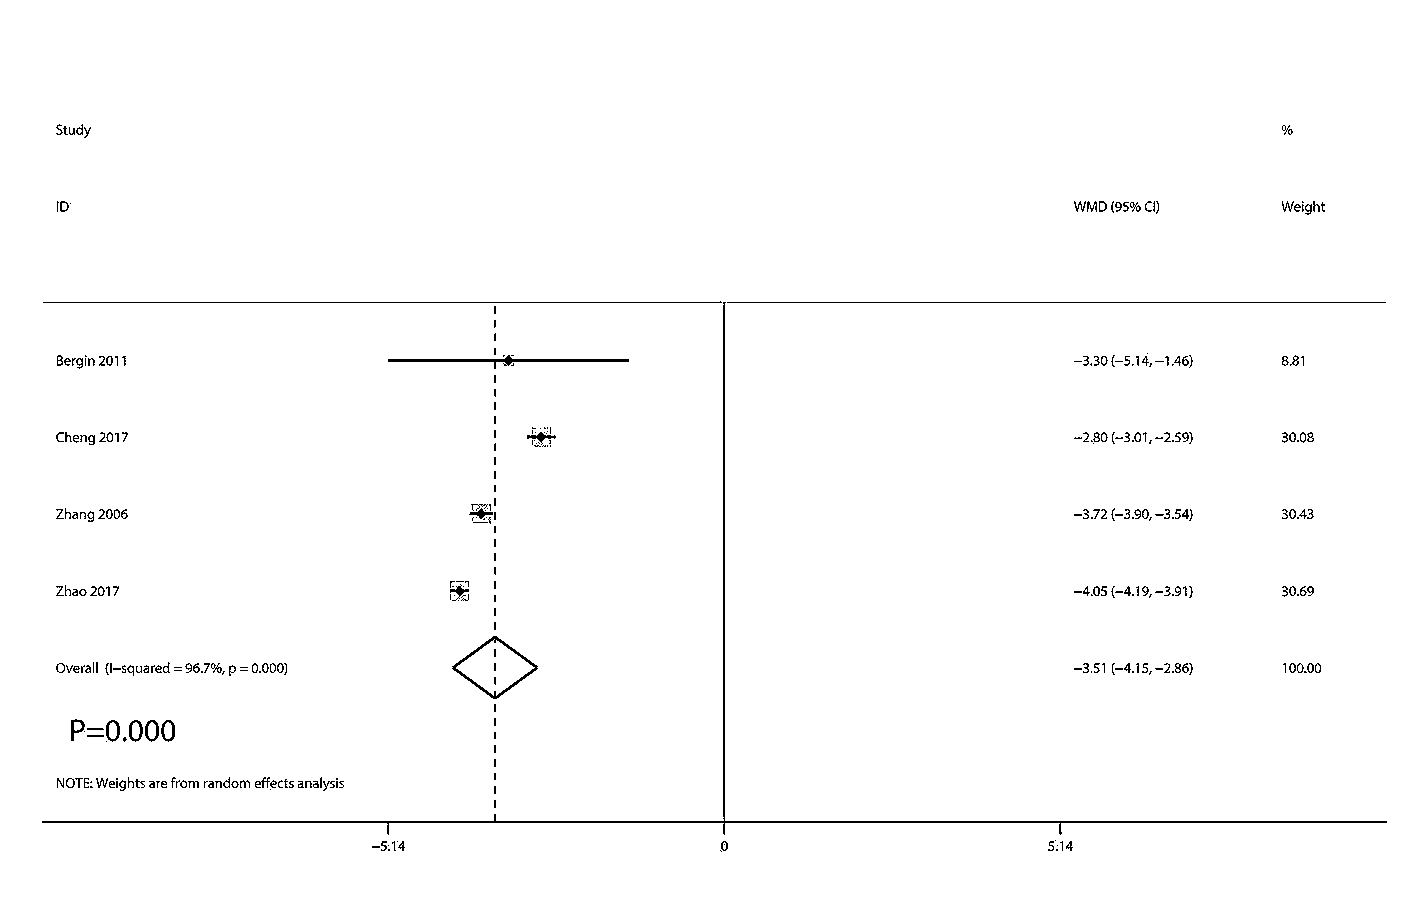 Study %
ID WMD (95% CI) Weight
Bergin 2011 −3.30 (−5.14, −1.46) 8.81
Cheng 2017 −2.80 (−3.01, −2.59) 30.08
Zhang 2006 −3.72 (−3.90, −3.54) 30.43
Zhao 2017 −4.05 (−4.19, −3.91) 30.69
Overall (I−squared = 96.7%, p = 0.000) −3.51 (−4.15, −2.86) 100.00
P=0.000
NOTE: Weights are from random effects analysis
−5.14 0 5.14